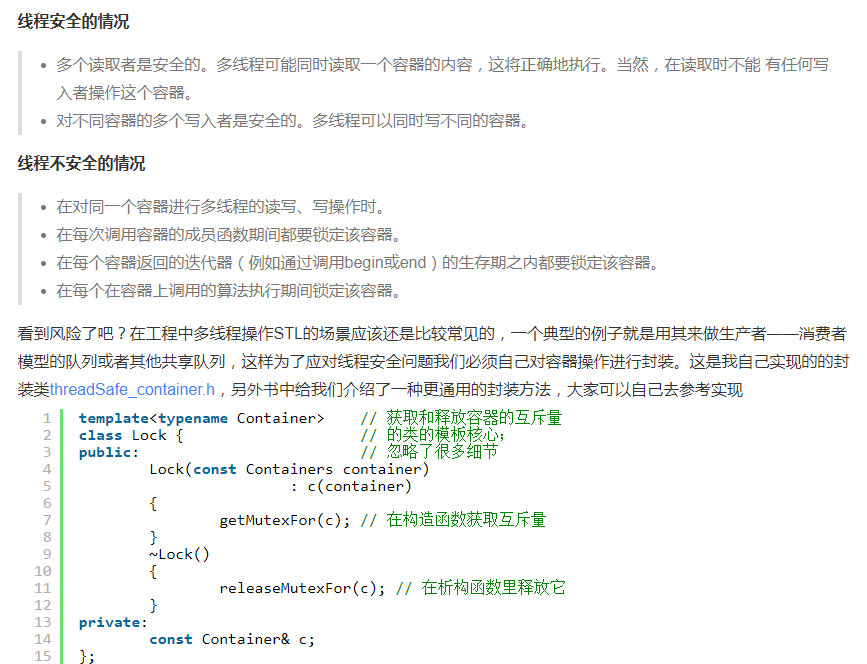 线程安全的情况
多个读取者是安全的。多线程可能同时读取一个容器的内容，这将正确地执行。当然，在读取时不能 有任何写
入者操作这个容器。
对不同容器的多个写入者是安全的。多线程可以同时写不同的容器。
线程不安全的情况
在对同一个容器进行多线程的读写、写操作时。
在每次调用容器的成员函数期间都要锁定该容器。
在每个容器返回的迭代器（例如通过调用begin或end）的生存期之内都要锁定该容器。
在每个在容器上调用的算法执行期间锁定该容器。
看到风险了吧？在工程中多线程操作STL的场景应该还是比较常见的，一个典型的例子就是用其来做生产者——消费者
模型的队列或者其他共享队列，这样为了应对线程安全问题我们必须自己对容器操作进行封装。这是我自己实现的的封
装类threadSafe_container.h，另外书中给我们介绍了一种更通用的封装方法，大家可以自己去参考实现
1 template<typename Container> // 获取和释放容器的互斥量
2 class Lock { // 的类的模板核心;
3 public: // 忽略了很多细节
4 Lock(const Containers container)
5 : c(container)
6 {
7 getMutexFor(c); // 在构造函数获取互斥量
8 }
9 ~Lock()
10 {
11 releaseMutexFor(c); // 在析构函数里释放它
12 }
13 private:
14 const Container& c;
15 };